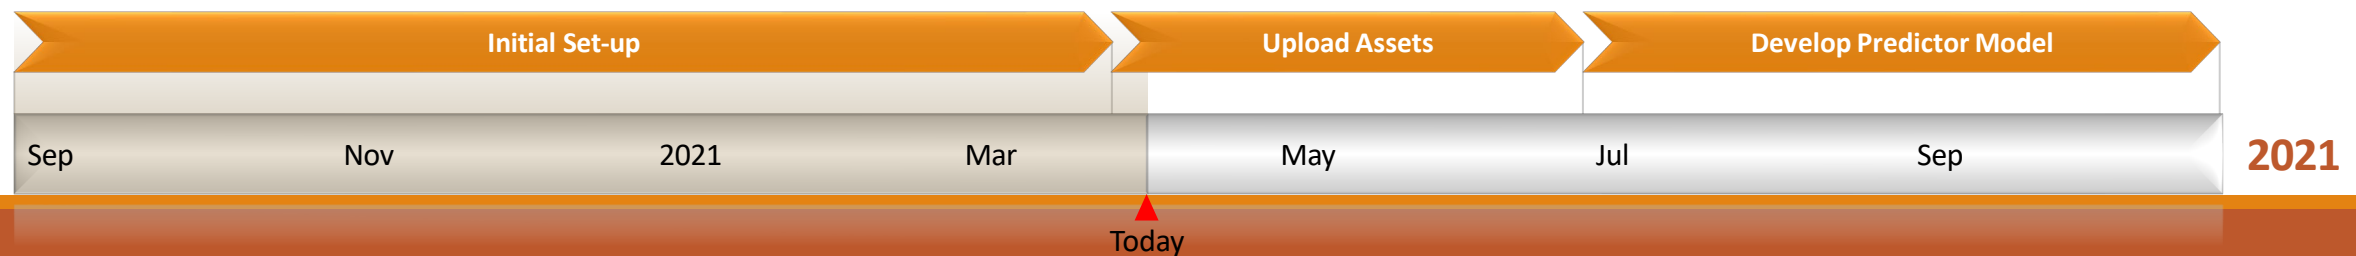 Initial Set-up Upload Assets Develop Predictor Model
Sep Nov 2021 Mar May Jul Sep 2021
Today